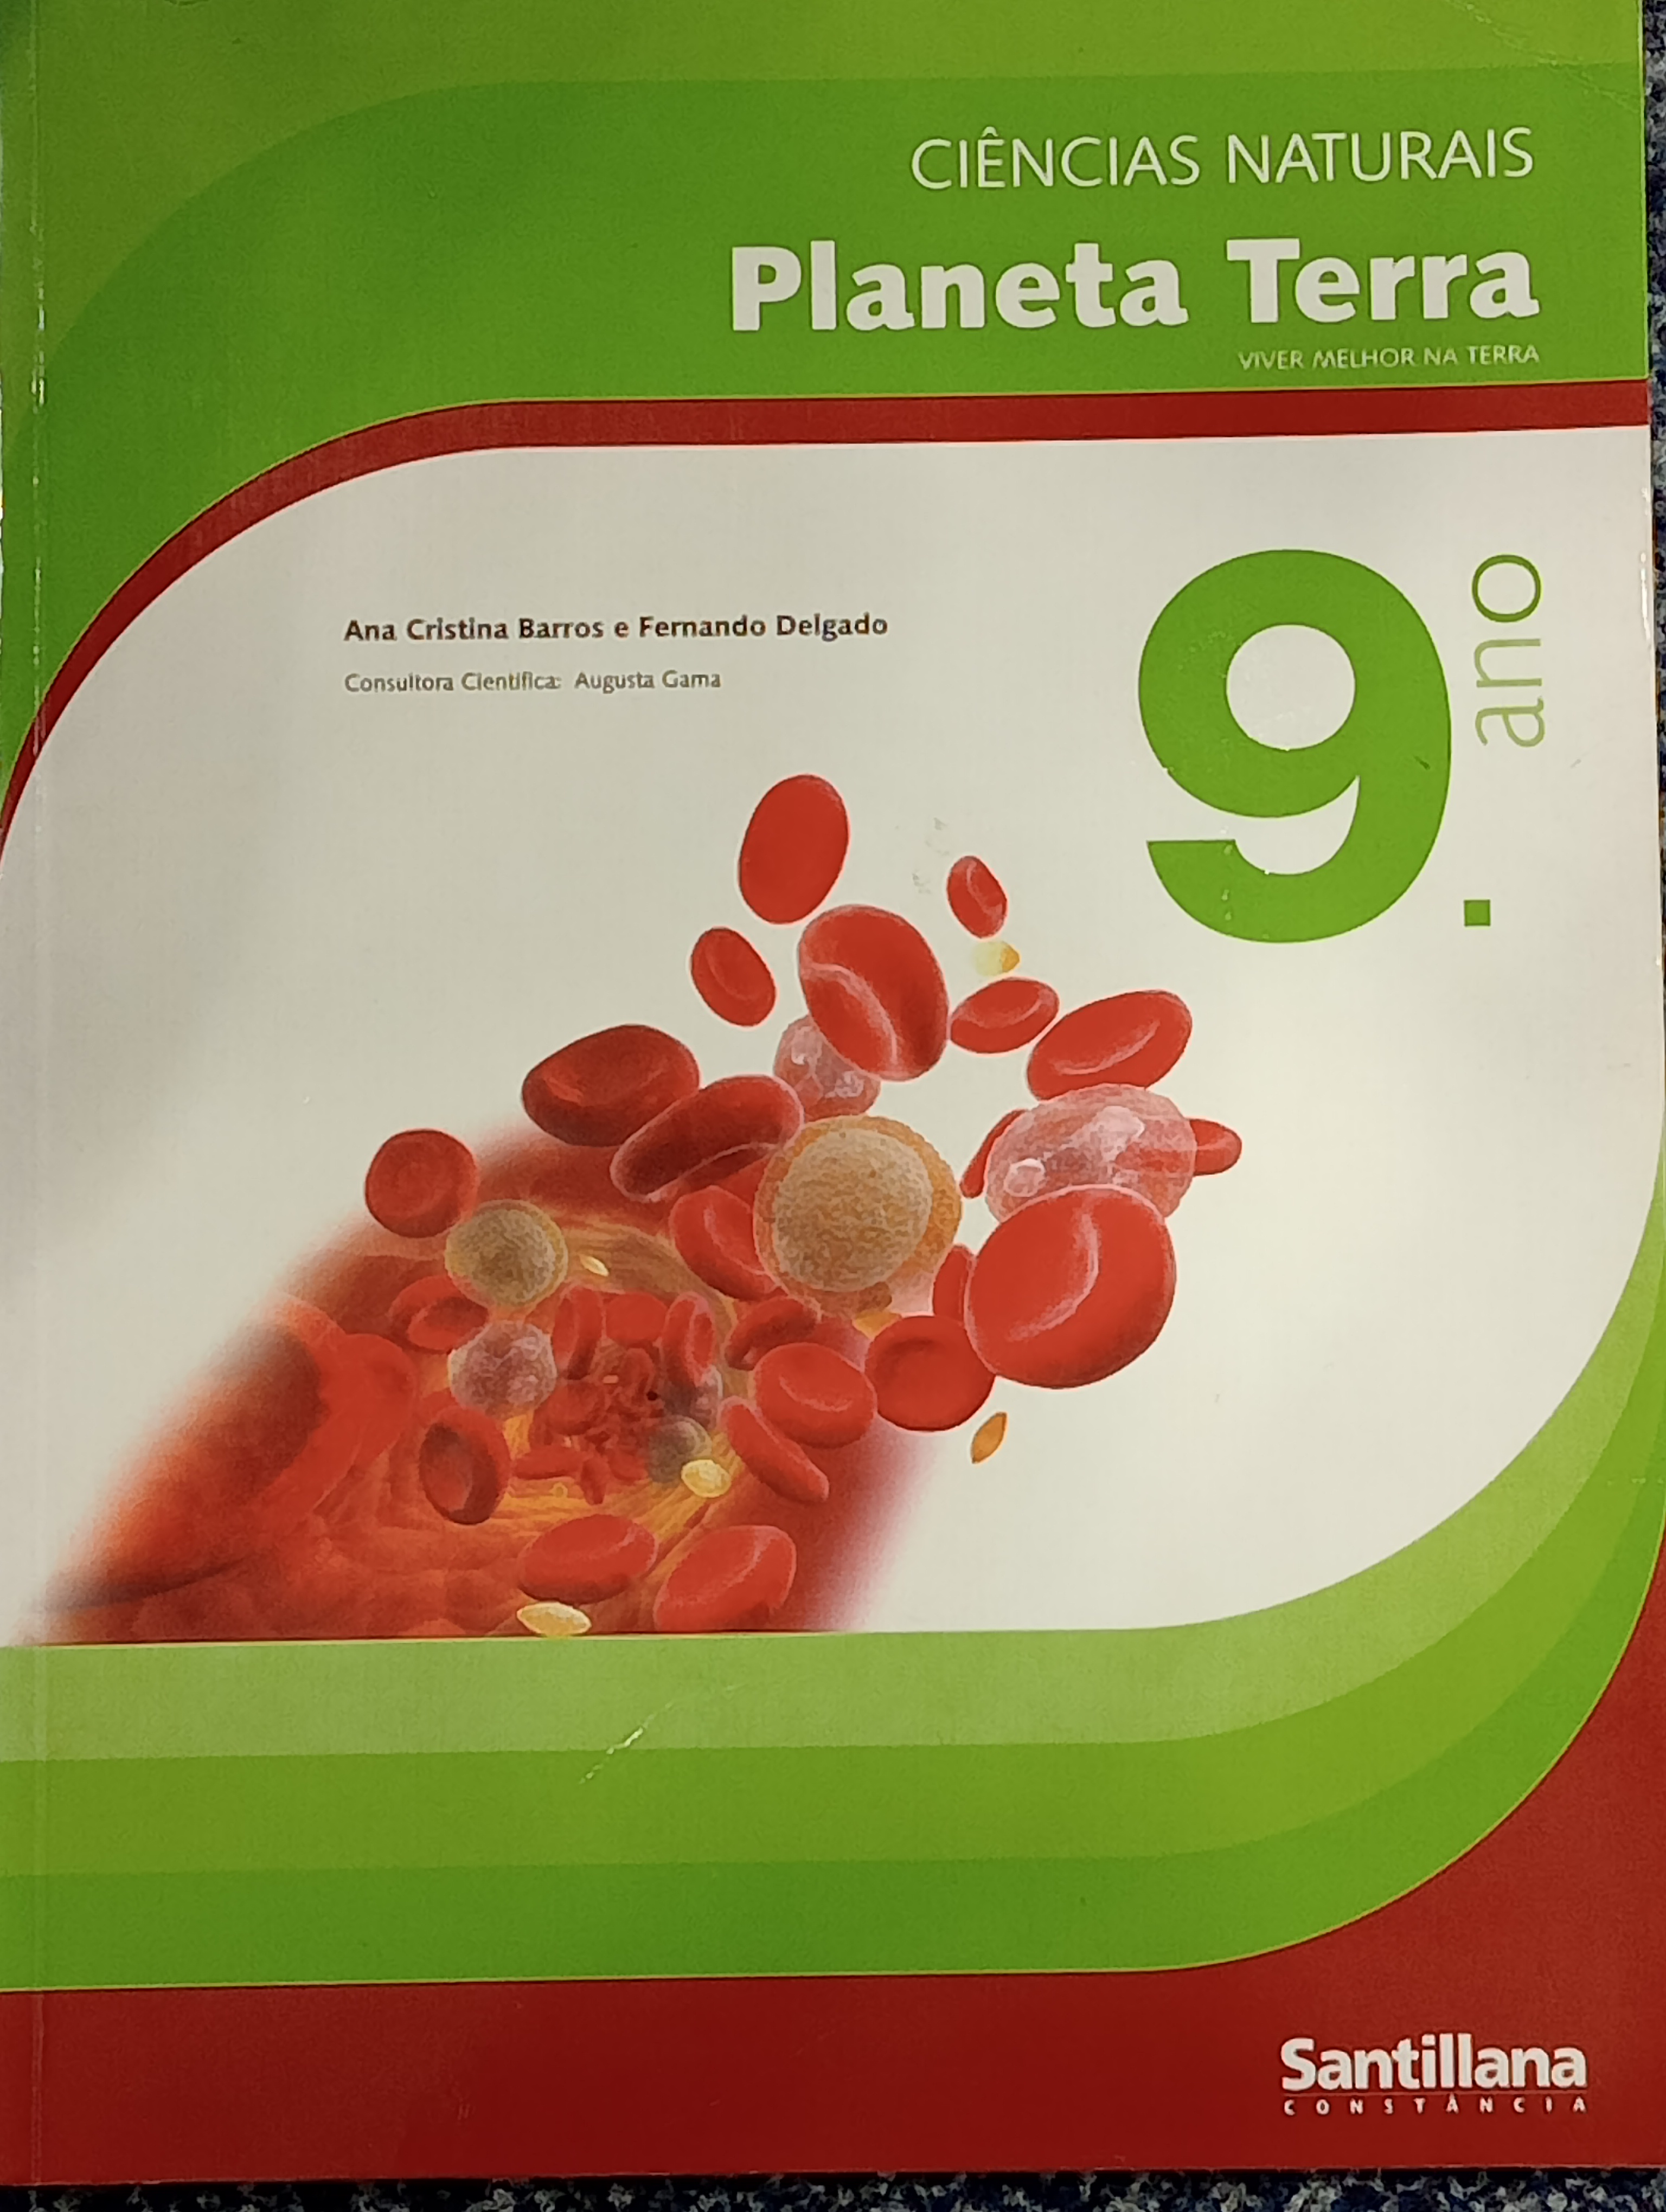 CIÊNCIAS NATURAIS
Planeta Terra
VIVER MELHOR NA TERRA
9.
ano
Ana Cristina Barros e Fernando Delgado
Consultora Científica: Augusta Gama
Santillana
CONSTÂNCIA